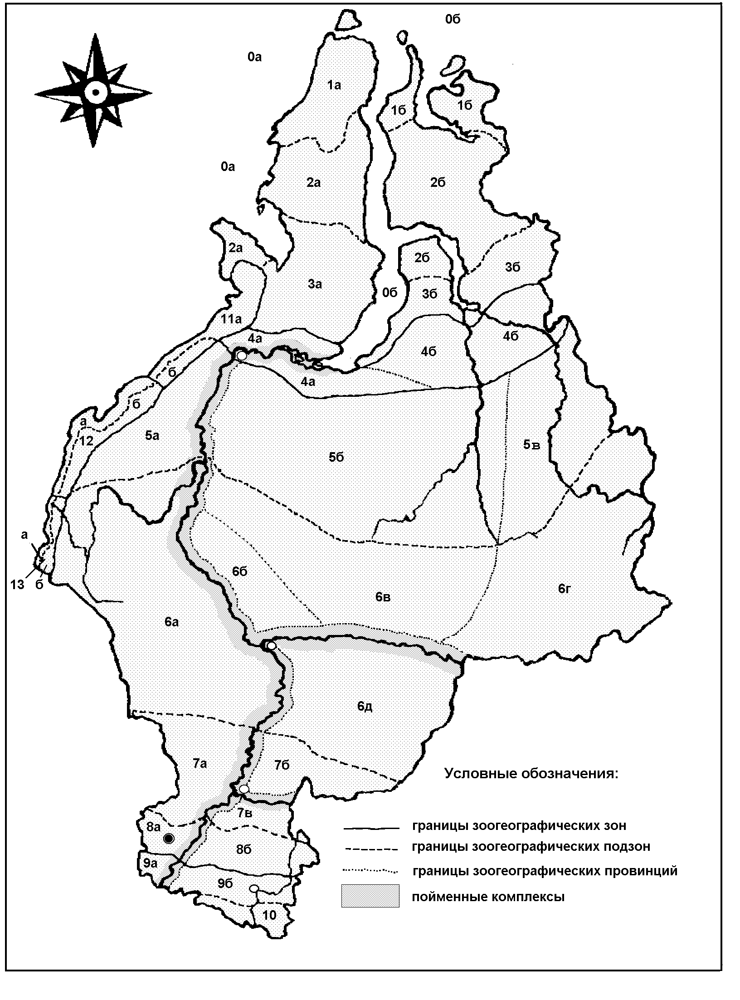 0б
0а
1а
1б
1б
0а
2а
2б
2а
2б
3б
3а
0б
3б
11а
4а
4б
4б
б
4а
б
а
5а
12
5в
5б
а
6б
13
б
6г
6в
6а
6д
7а
7б
Условные обозначения:
7в
8а
границы зоогеографических зон
8б
границы зоогеографических подзон
9а
границы зоогеографических провинций
9б
пойменные комплексы
10